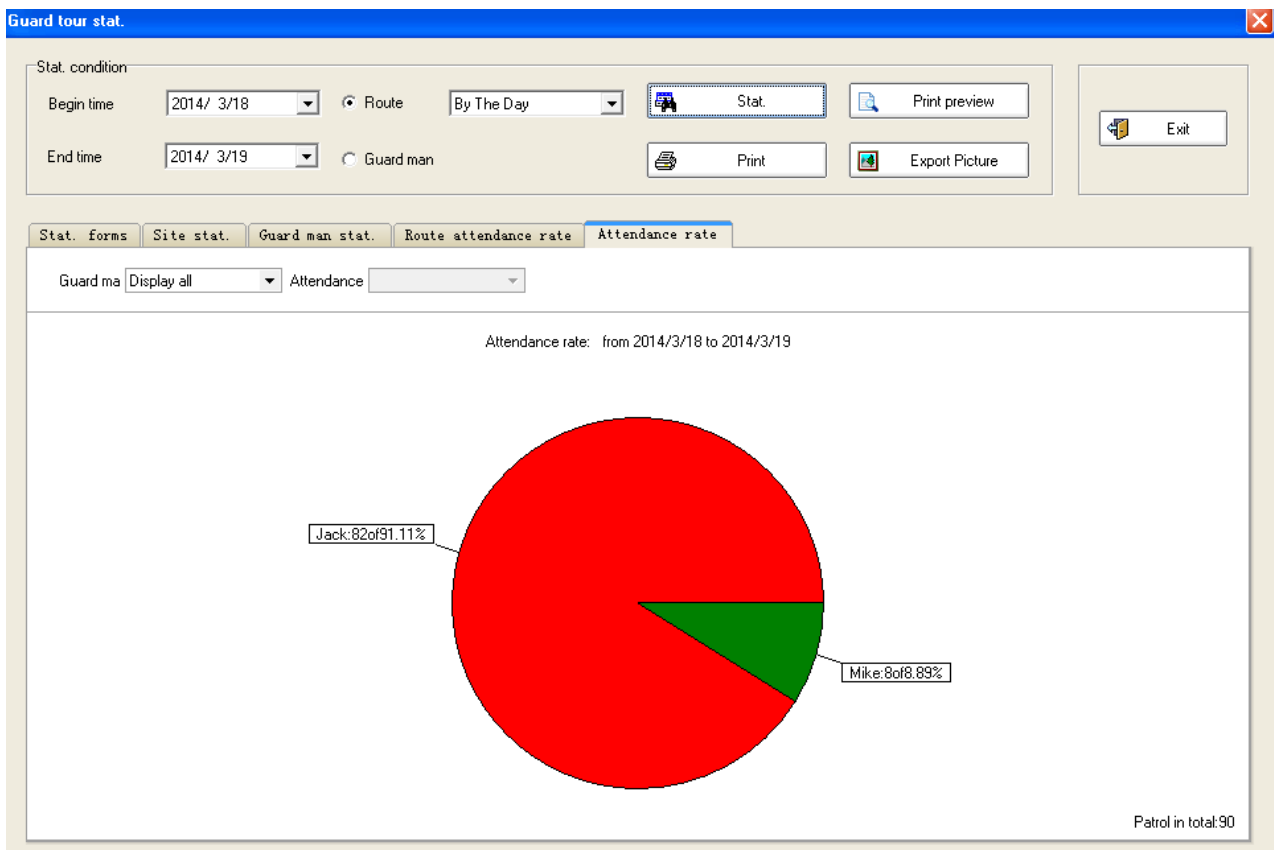 Guard tour stat.
Stat. condition
Begin time 2014/ 3/18 Route By The Day Stat. Print preview
Exit
End time 2014/ 3/19 Guard man Print Export Picture
Stat. forms Site stat. Guard man stat. Route attendance rate Attendance rate
Guard ma Display all Attendance
Attendance rate: from 2014/3/18 to 2014/3/19
Jack:82of91.11%
Mike:8of8.89%
Patrol in total:90